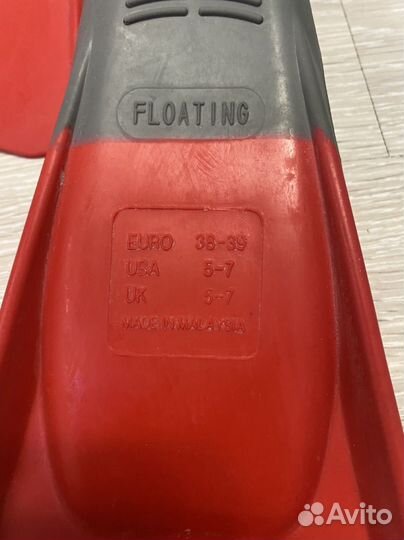 FLOATING
EURO 38-39
USA 5-7
UK 5-7
MADE IN MALAYSIA
Avito